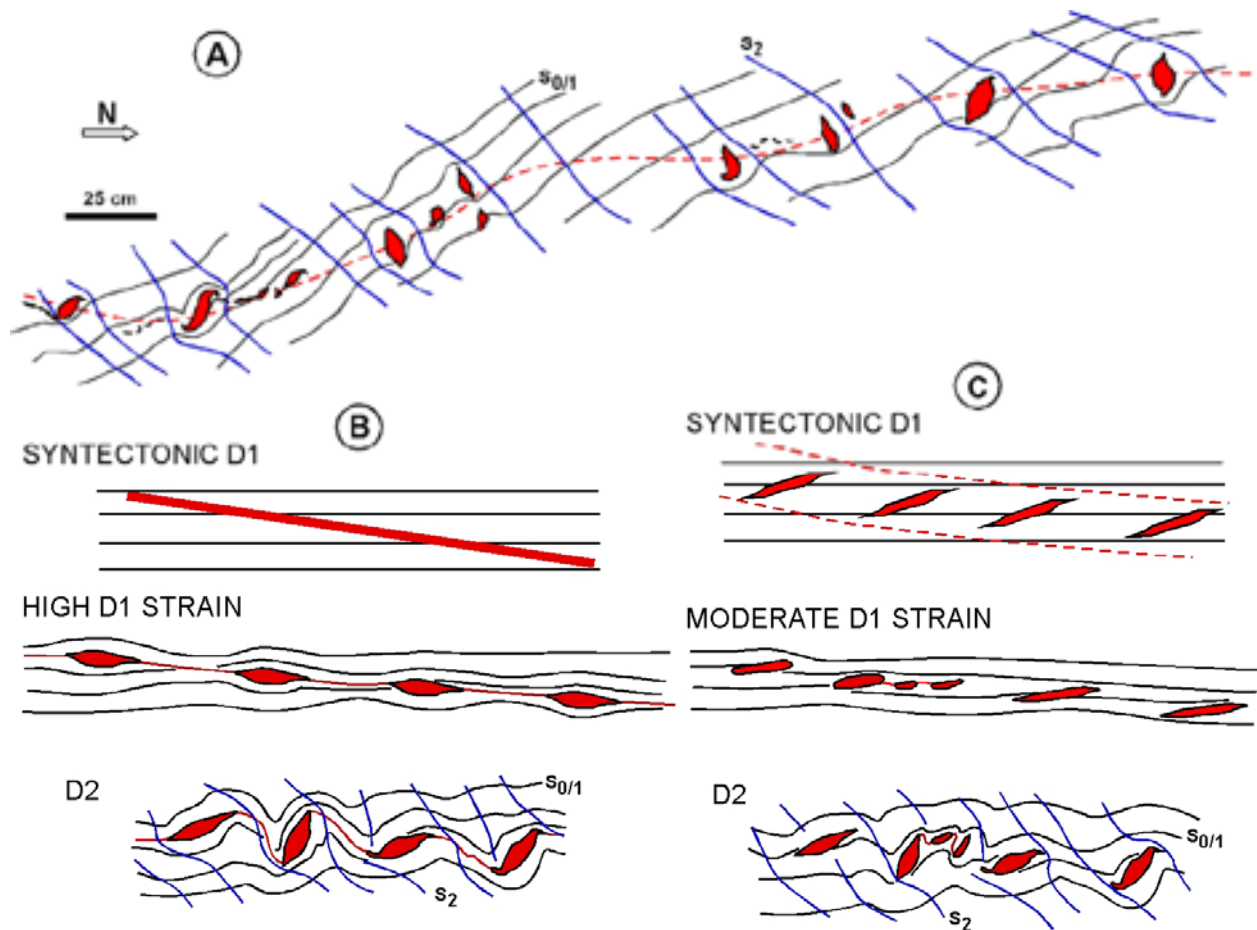 A
S2
S0/1
N
25 cm
B
C
SYNTECTONIC D1
SYNTECTONIC D1
HIGH D1 STRAIN
MODERATE D1 STRAIN
D2
S0/1
S2
D2
S0/1
S2